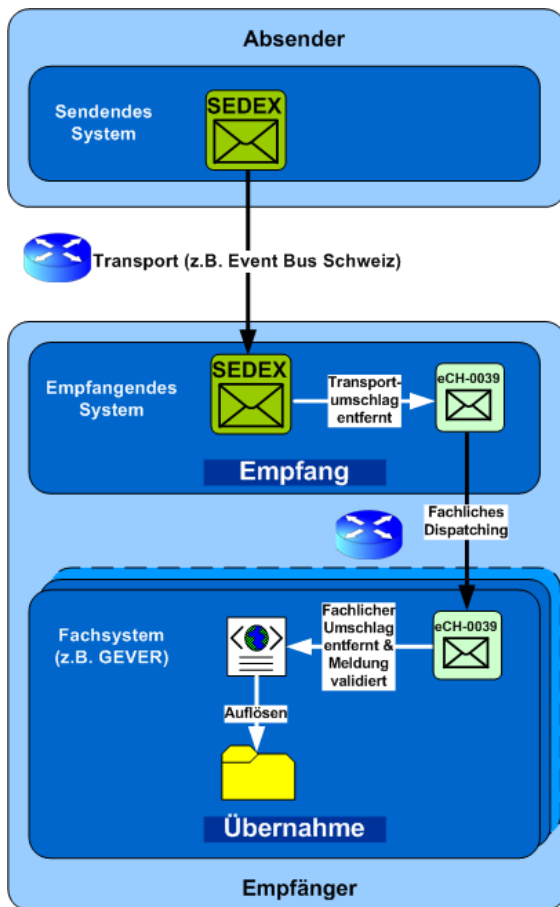 Absender
Sendendes
System
SEDEX
Transport (z.B. Event Bus Schweiz)
Empfangendes
System
SEDEX
Transport-
umschlag
entfernt
eCH-0039
Empfang
Fachliches
Dispatching
Fachsystem
(z.B. GEVER)
Fachlicher
Umschlag
entfernt &
Meldung
validiert
eCH-0039
Auflösen
Übernahme
Empfänger